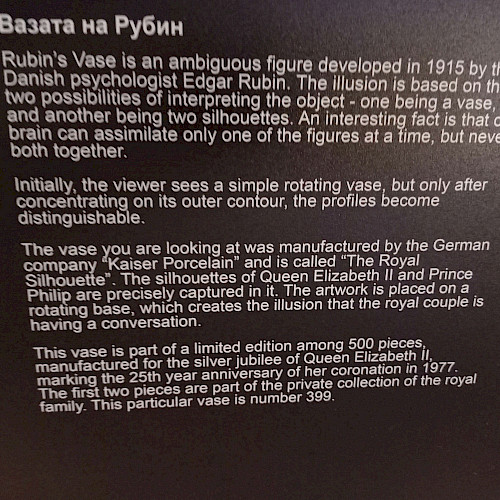 Вазата на Рубин
Rubin's Vase is an ambiguous figure developed in 1915 by
Danish psychologist Edgar Rubin. The illusion is based on
two possibilities of interpreting the object - one being a vase,
and another being two silhouettes. An interesting fact is that
brain can assimilate only one of the figures at a time, but
both together.
Initially, the viewer sees a simple rotating vase, but only after
concentrating on its outer contour, the profiles become
distinguishable.
The vase you are looking at was manufactured by the German
company "Kaiser Porcelain" and is called "The Royal
Silhouette". The silhouettes of Queen Elizabeth II and Prince
Philip are precisely captured in it. The artwork is placed on a
rotating base, which creates the illusion that the royal couple is
having a conversation.
This vase is part of a limited edition among 500 pieces,
manufactured for the silver jubilee of Queen Elizabeth II,
marking the 25th year anniversary of her coronation in 1977.
The first two pieces are part of the private collection of the royal
family. This particular vase is number 399.